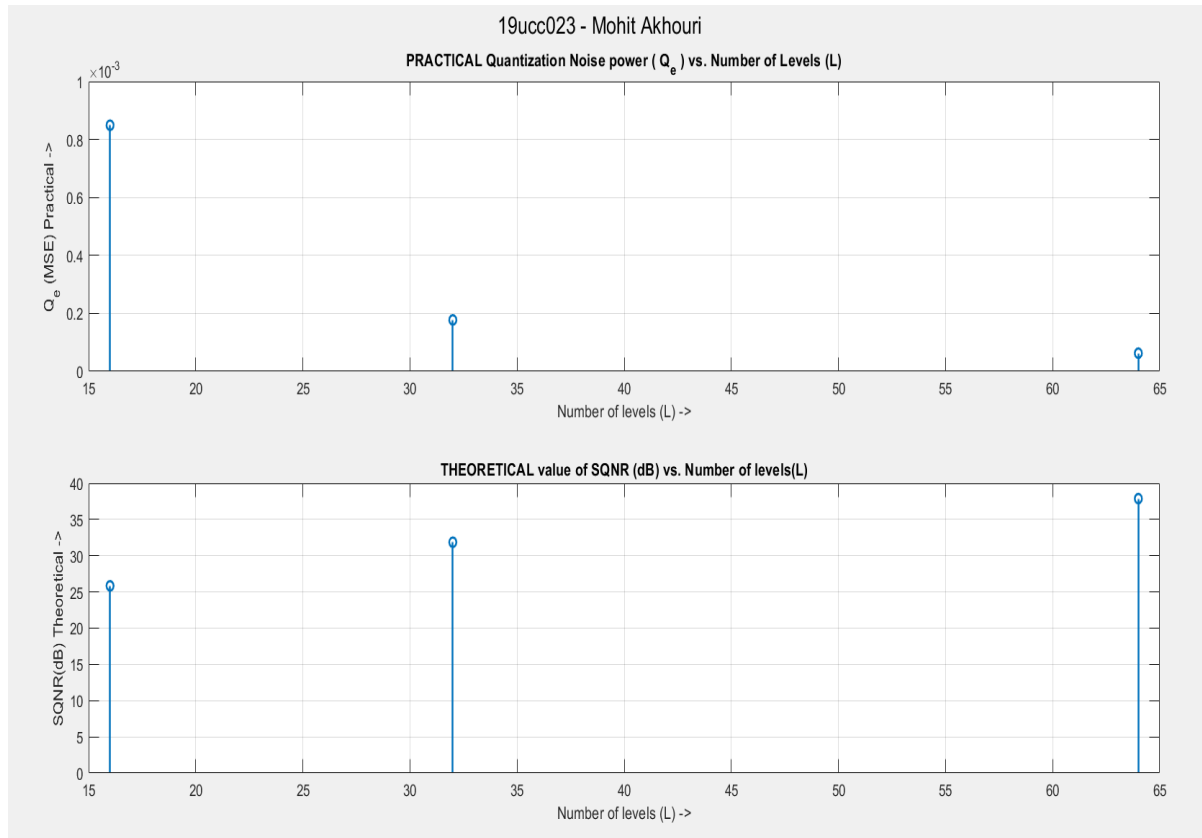 19ucc023 - Mohit Akhouri
PRACTICAL Quantization Noise power ( Qe ) vs. Number of Levels (L)
×10-3
1
0.8
0.6
0.4
0.2
0
Qe (MSE) Practical ->
15 20 25 30 35 40 45 50 55 60 65
Number of levels (L) ->
THEORETICAL value of SQNR (dB) vs. Number of levels(L)
40
35
30
25
20
15
10
5
0
SQNR(dB) Theoretical ->
15 20 25 30 35 40 45 50 55 60 65
Number of levels (L) ->